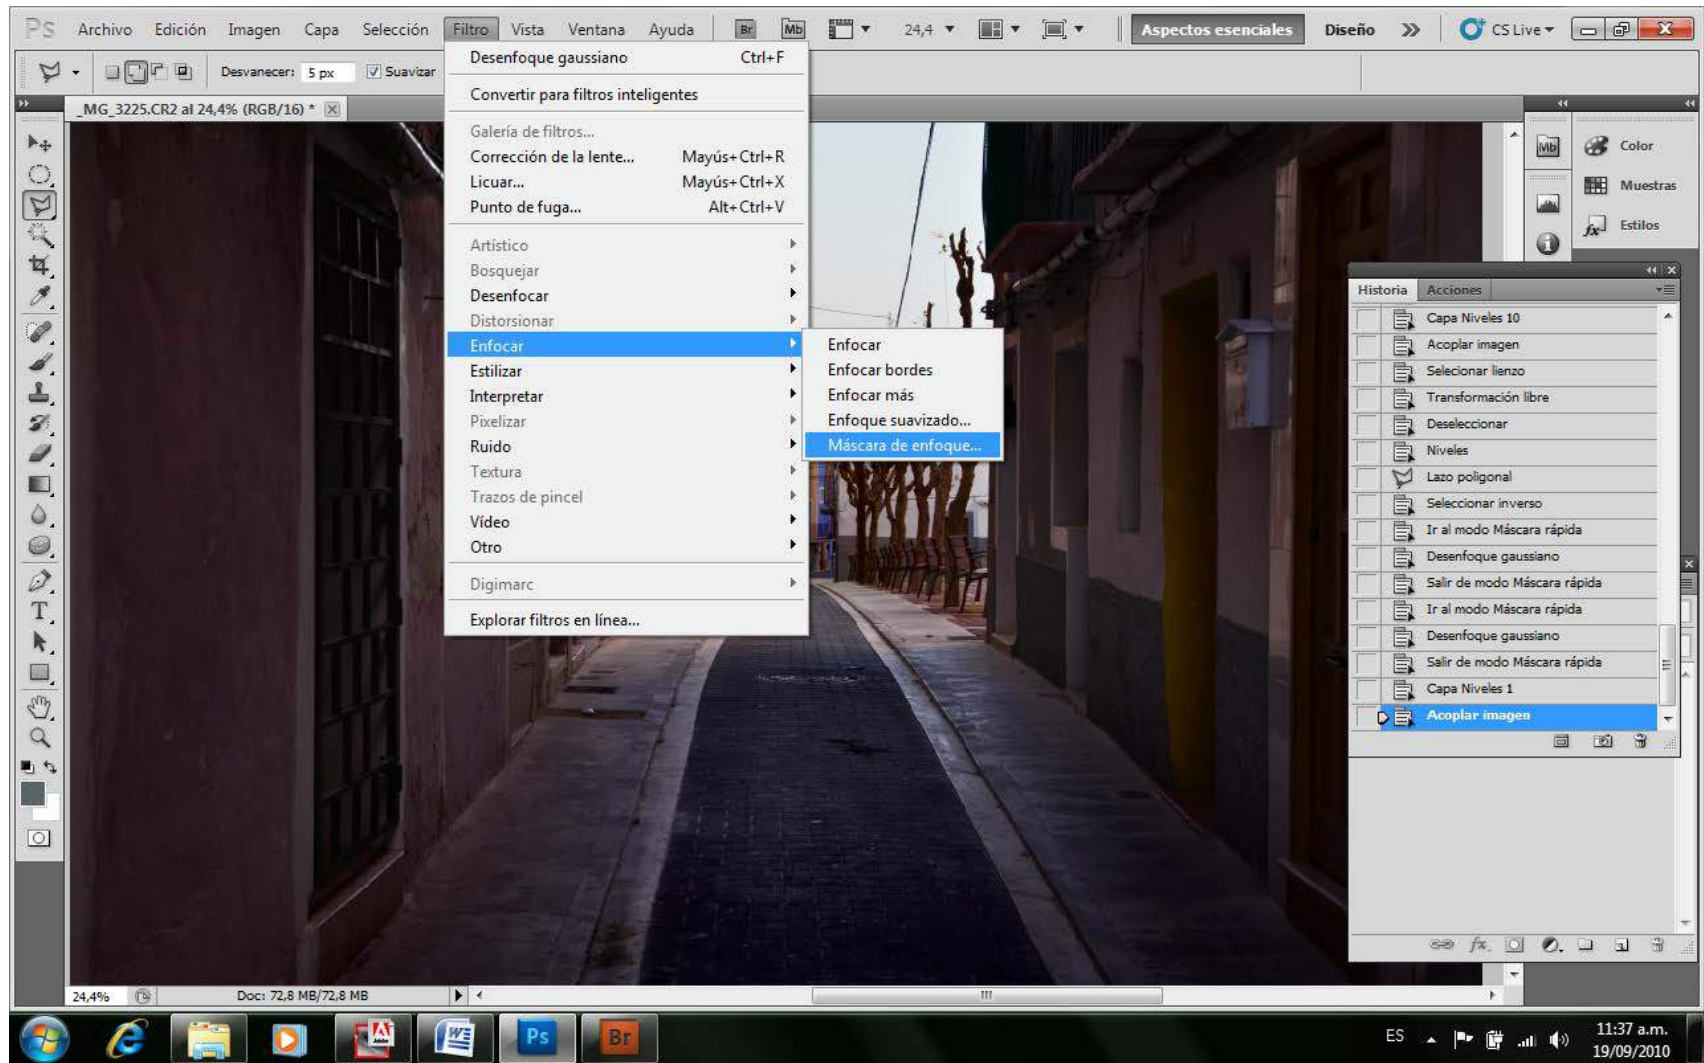 Ps Archivo Edición Imagen Capa Selección Filtro Vista Ventana Ayuda Br Mb 24,4 Aspectos esenciales Diseño CS Live
Desvanecer: 5 px Suavizar
_MG_3225.CR2 al 24,4% (RGB/16) *
Desenfoque gaussiano Ctrl+F
Convertir para filtros inteligentes
Galería de filtros...
Corrección de la lente... Mayús+Ctrl+R
Licuar... Mayús+Ctrl+X
Punto de fuga... Alt+Ctrl+V
Artístico
Bosquejar
Desenfocar
Distorsionar
Enfocar
Estilizar
Interpretar
Pixelizar
Ruido
Textura
Trazos de pincel
Vídeo
Otro
Digimarc
Explorar filtros en línea...
Enfocar
Enfocar bordes
Enfocar más
Enfoque suavizado...
Máscara de enfoque...
Mb
Color
Muestras
Estilos
Historia Acciones
Capa Niveles 10
Acoplar imagen
Selecionar lienzo
Transformación libre
Deseleccionar
Niveles
Lazo poligonal
Seleccionar inverso
Ir al modo Máscara rápida
Desenfoque gaussiano
Salir de modo Máscara rápida
Ir al modo Máscara rápida
Desenfoque gaussiano
Salir de modo Máscara rápida
Capa Niveles 1
Acoplar imagen
24,4% Doc: 72,8 MB/72,8 MB
Ps Br
ES 11:37 a.m.
19/09/2010